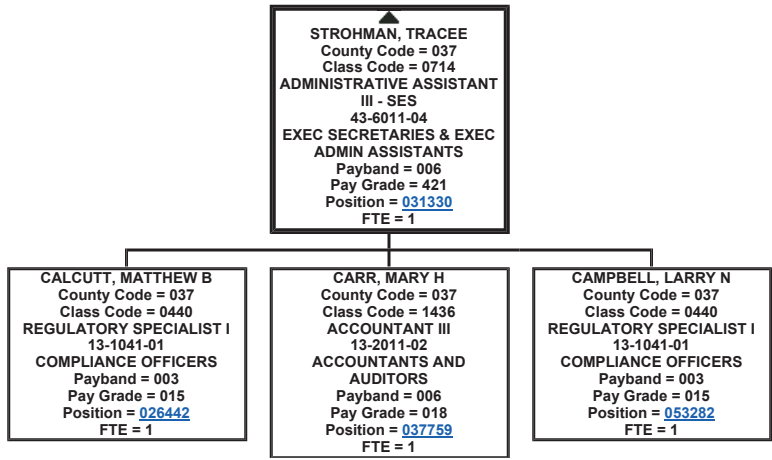 STROHMAN, TRACEE
County Code = 037
Class Code = 0714
ADMINISTRATIVE ASSISTANT
III - SES
43-6011-04
EXEC SECRETARIES & EXEC
ADMIN ASSISTANTS
Payband = 006
Pay Grade = 421
Position = 031330
FTE = 1
CALCUTT, MATTHEW B
County Code = 037
Class Code = 0440
REGULATORY SPECIALIST I
13-1041-01
COMPLIANCE OFFICERS
Payband = 003
Pay Grade = 015
Position = 026442
FTE = 1
CARR, MARY H
County Code = 037
Class Code = 1436
ACCOUNTANT III
13-2011-02
ACCOUNTANTS AND
AUDITORS
Payband = 006
Pay Grade = 018
Position = 037759
FTE = 1
CAMPBELL, LARRY N
County Code = 037
Class Code = 0440
REGULATORY SPECIALIST I
13-1041-01
COMPLIANCE OFFICERS
Payband = 003
Pay Grade = 015
Position = 053282
FTE = 1